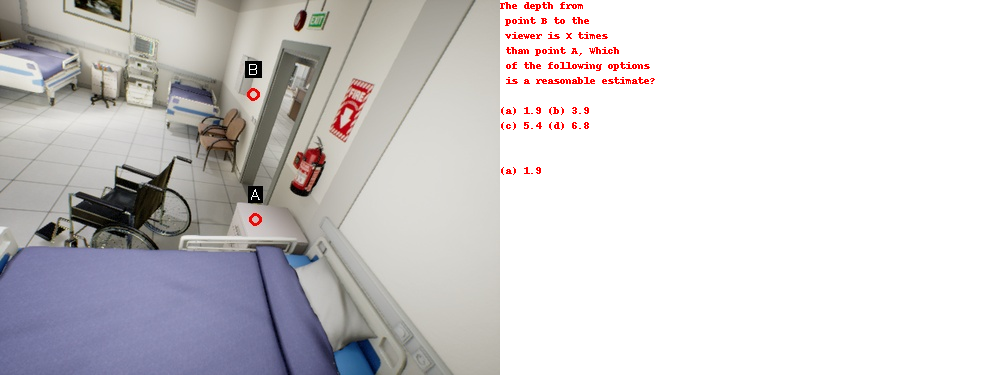 EXIT
B
FIRE
A
The depth from
point B to the
viewer is X times
than point A, Which
of the following options
is a reasonable estimate?
(a) 1.9 (b) 3.9
(c) 5.4 (d) 6.8
(a) 1.9